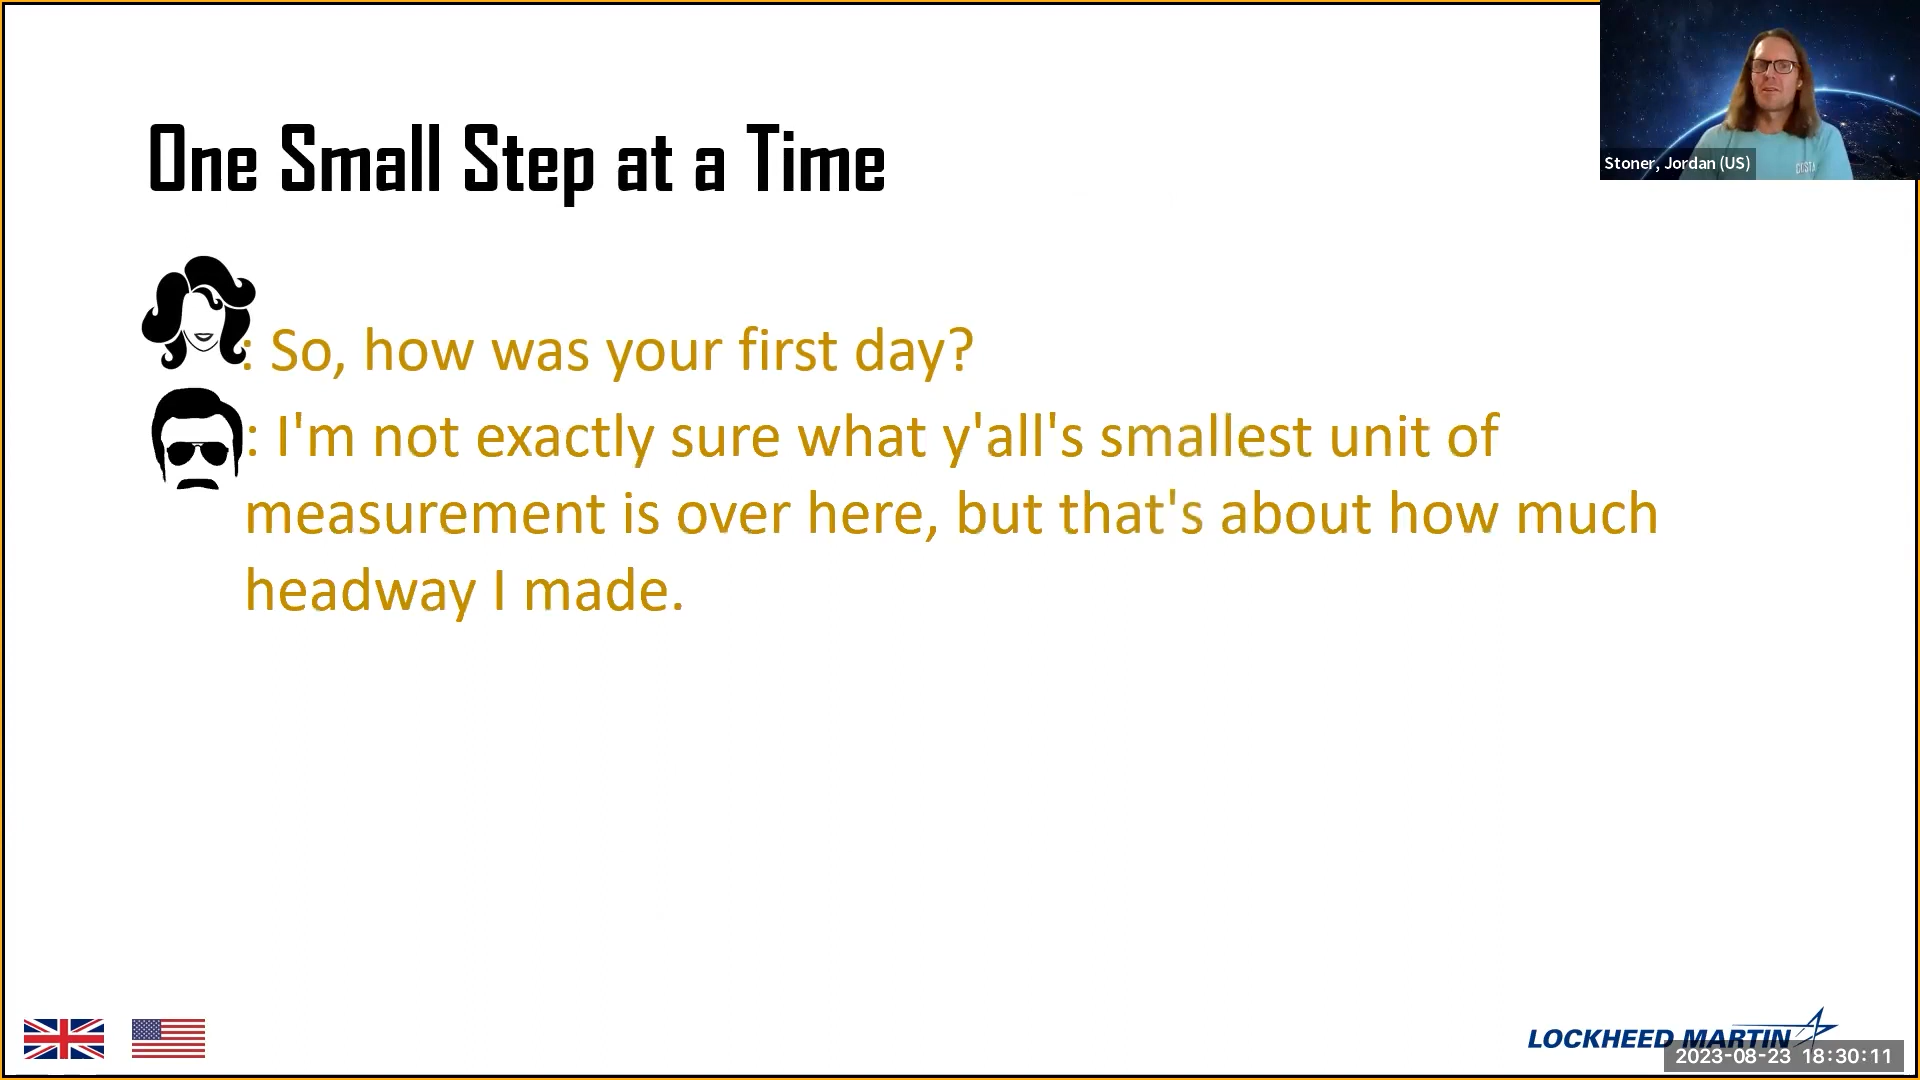 Stoner, Jordan (US)
COSTA
One Small Step at a Time
: So, how was your first day?
: I'm not exactly sure what y'all's smallest unit of
measurement is over here, but that's about how much
headway I made.
LOCKHEED MARTIN
2023-08-23 18:30:11